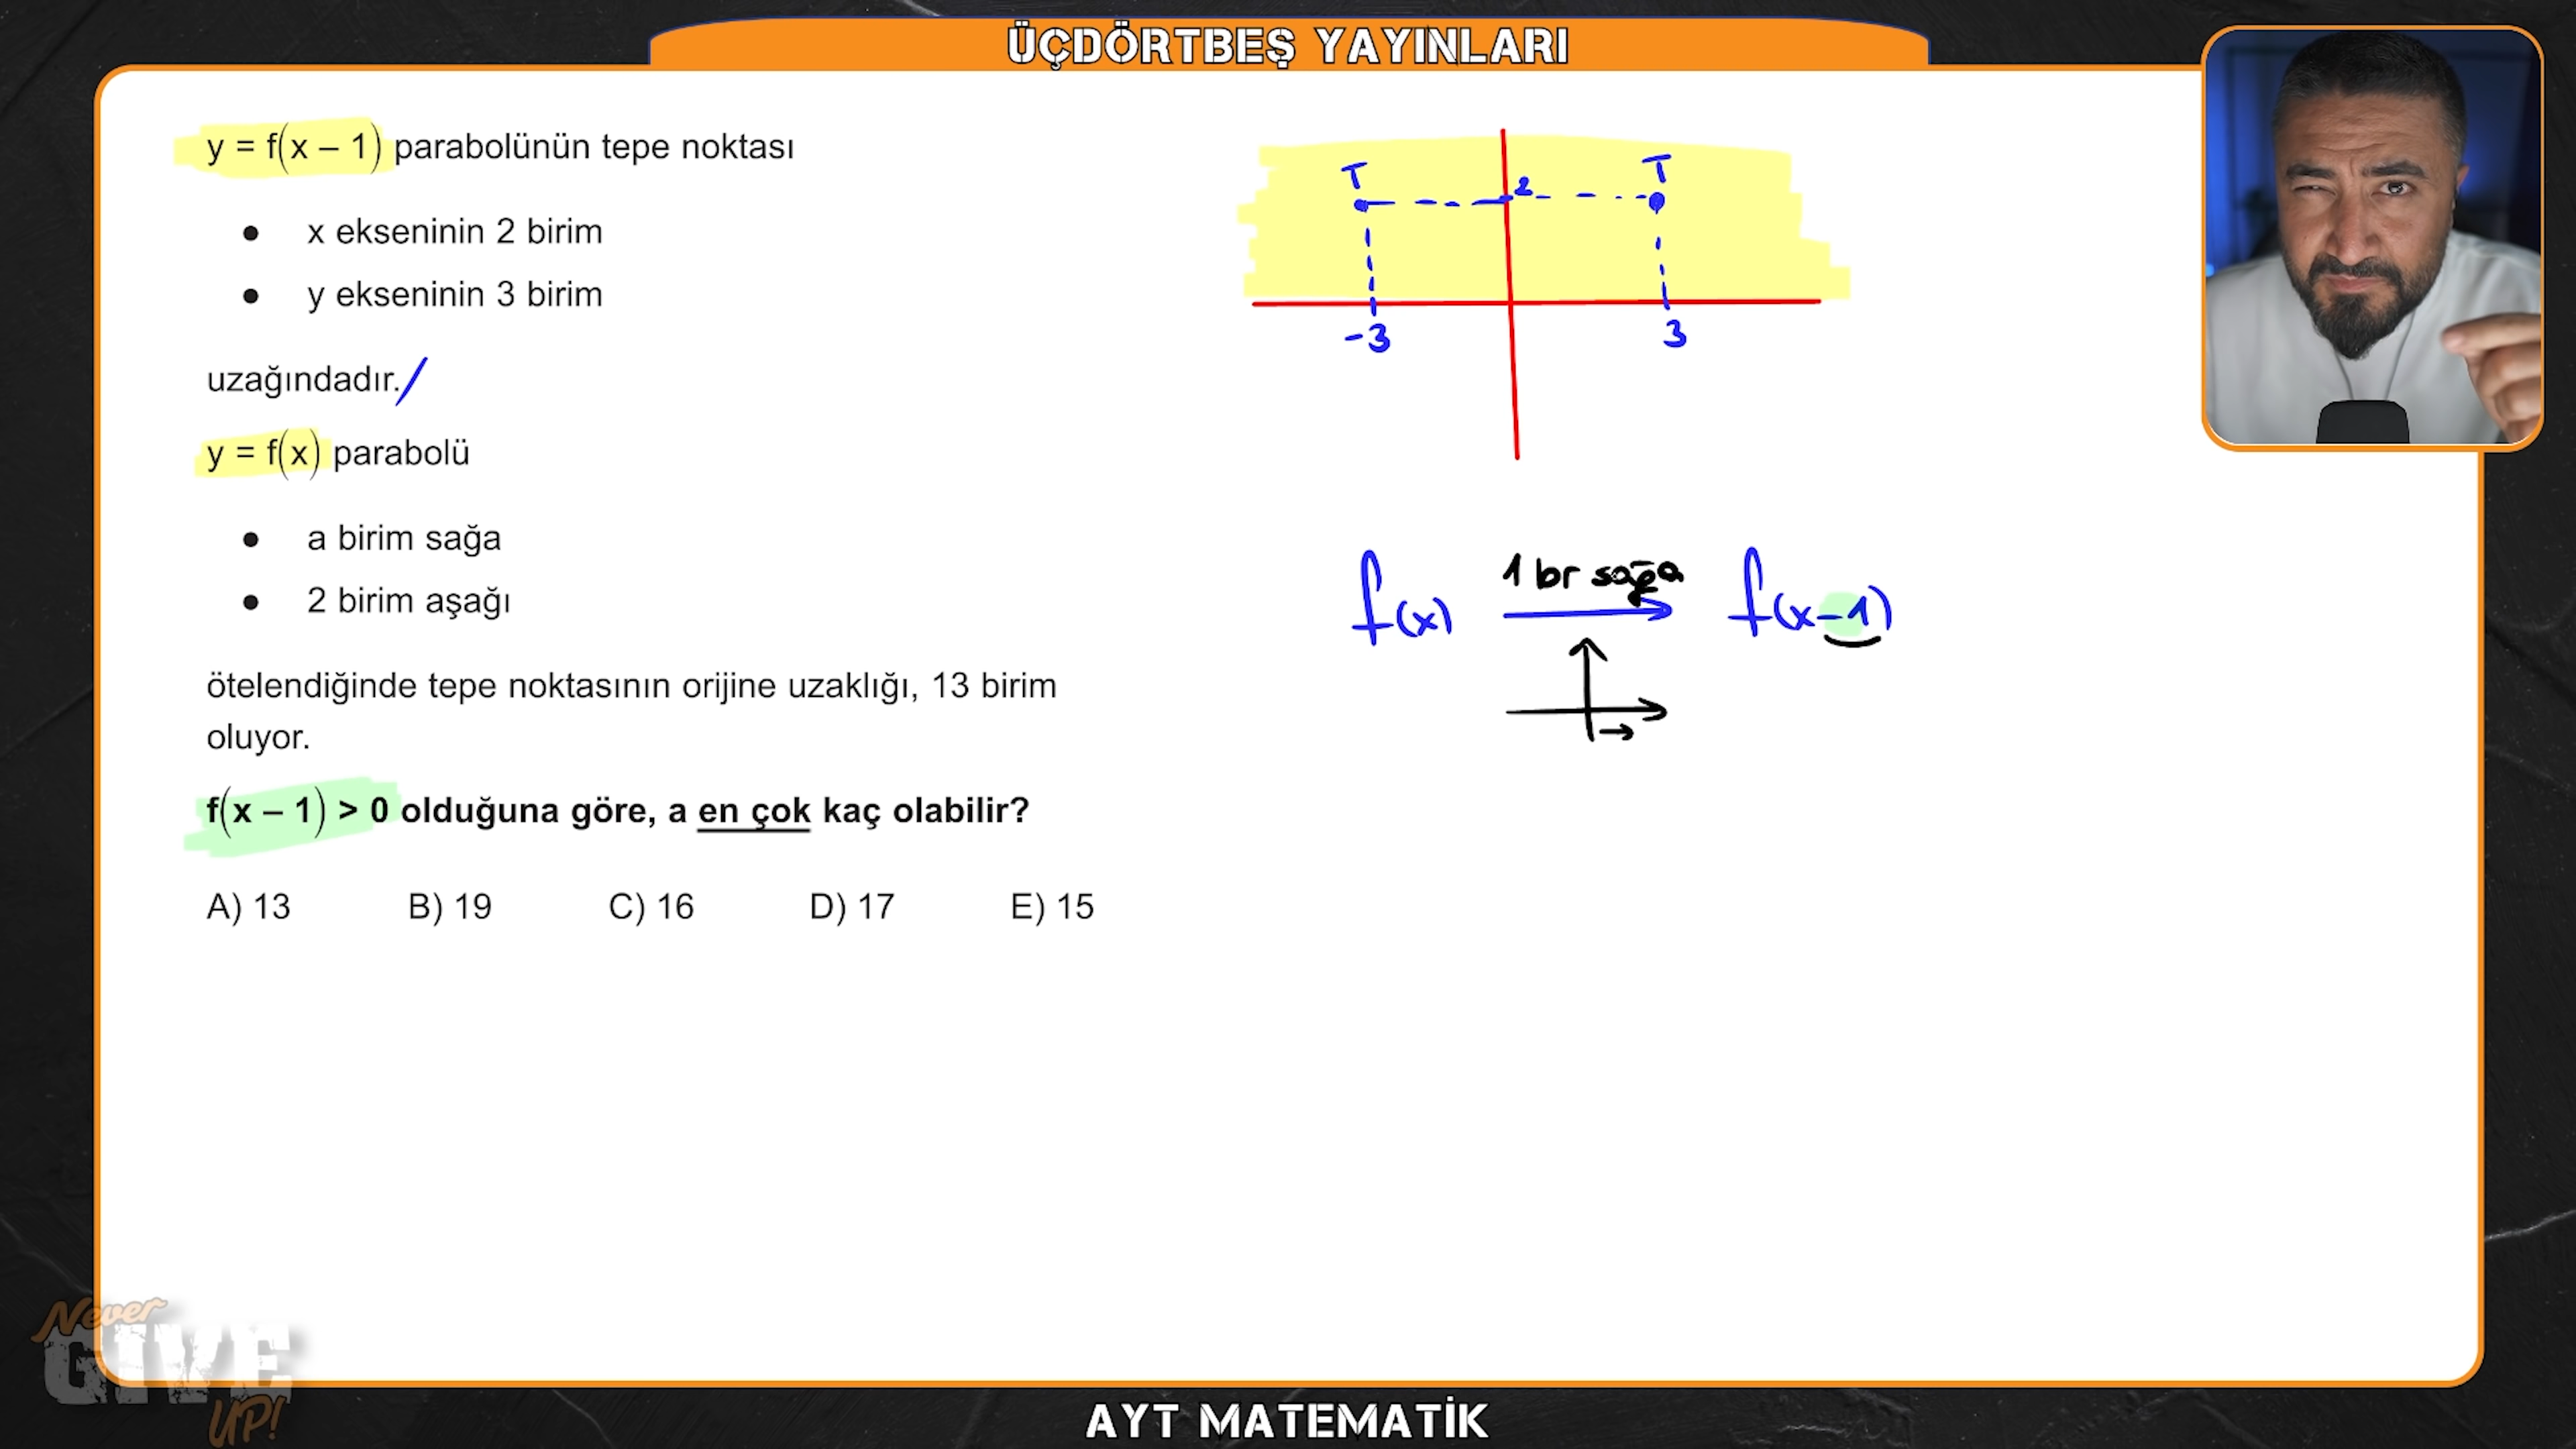 ÜÇDÖRTBEŞ YAYINLARI
y = f(x – 1) parabolünün tepe noktası
● x ekseninin 2 birim
● y ekseninin 3 birim
uzağındadır.
y = f(x) parabolü
● a birim sağa
● 2 birim aşağı
ötelendiğinde tepe noktasının orijine uzaklığı, 13 birim
oluyor.
f(x – 1) > 0 olduğuna göre, a en çok kaç olabilir?
A) 13 B) 19 C) 16 D) 17 E) 15
T T
2
-3 3
1 br sağa
f(x) f(x-1)
Never
GIVE
UP!
AYT MATEMATİK